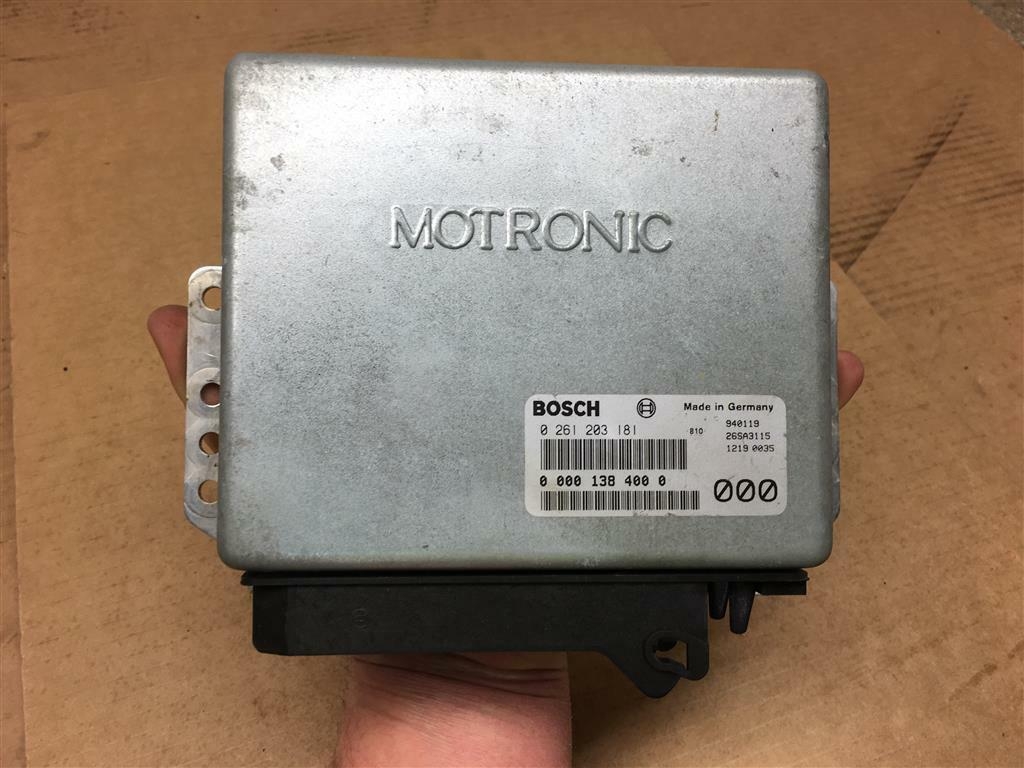 MOTRONIC
BOSCH Made in Germany
0 261 203 181 B10 940119
26SA3115
1219 0035
0 000 138 400 0
000